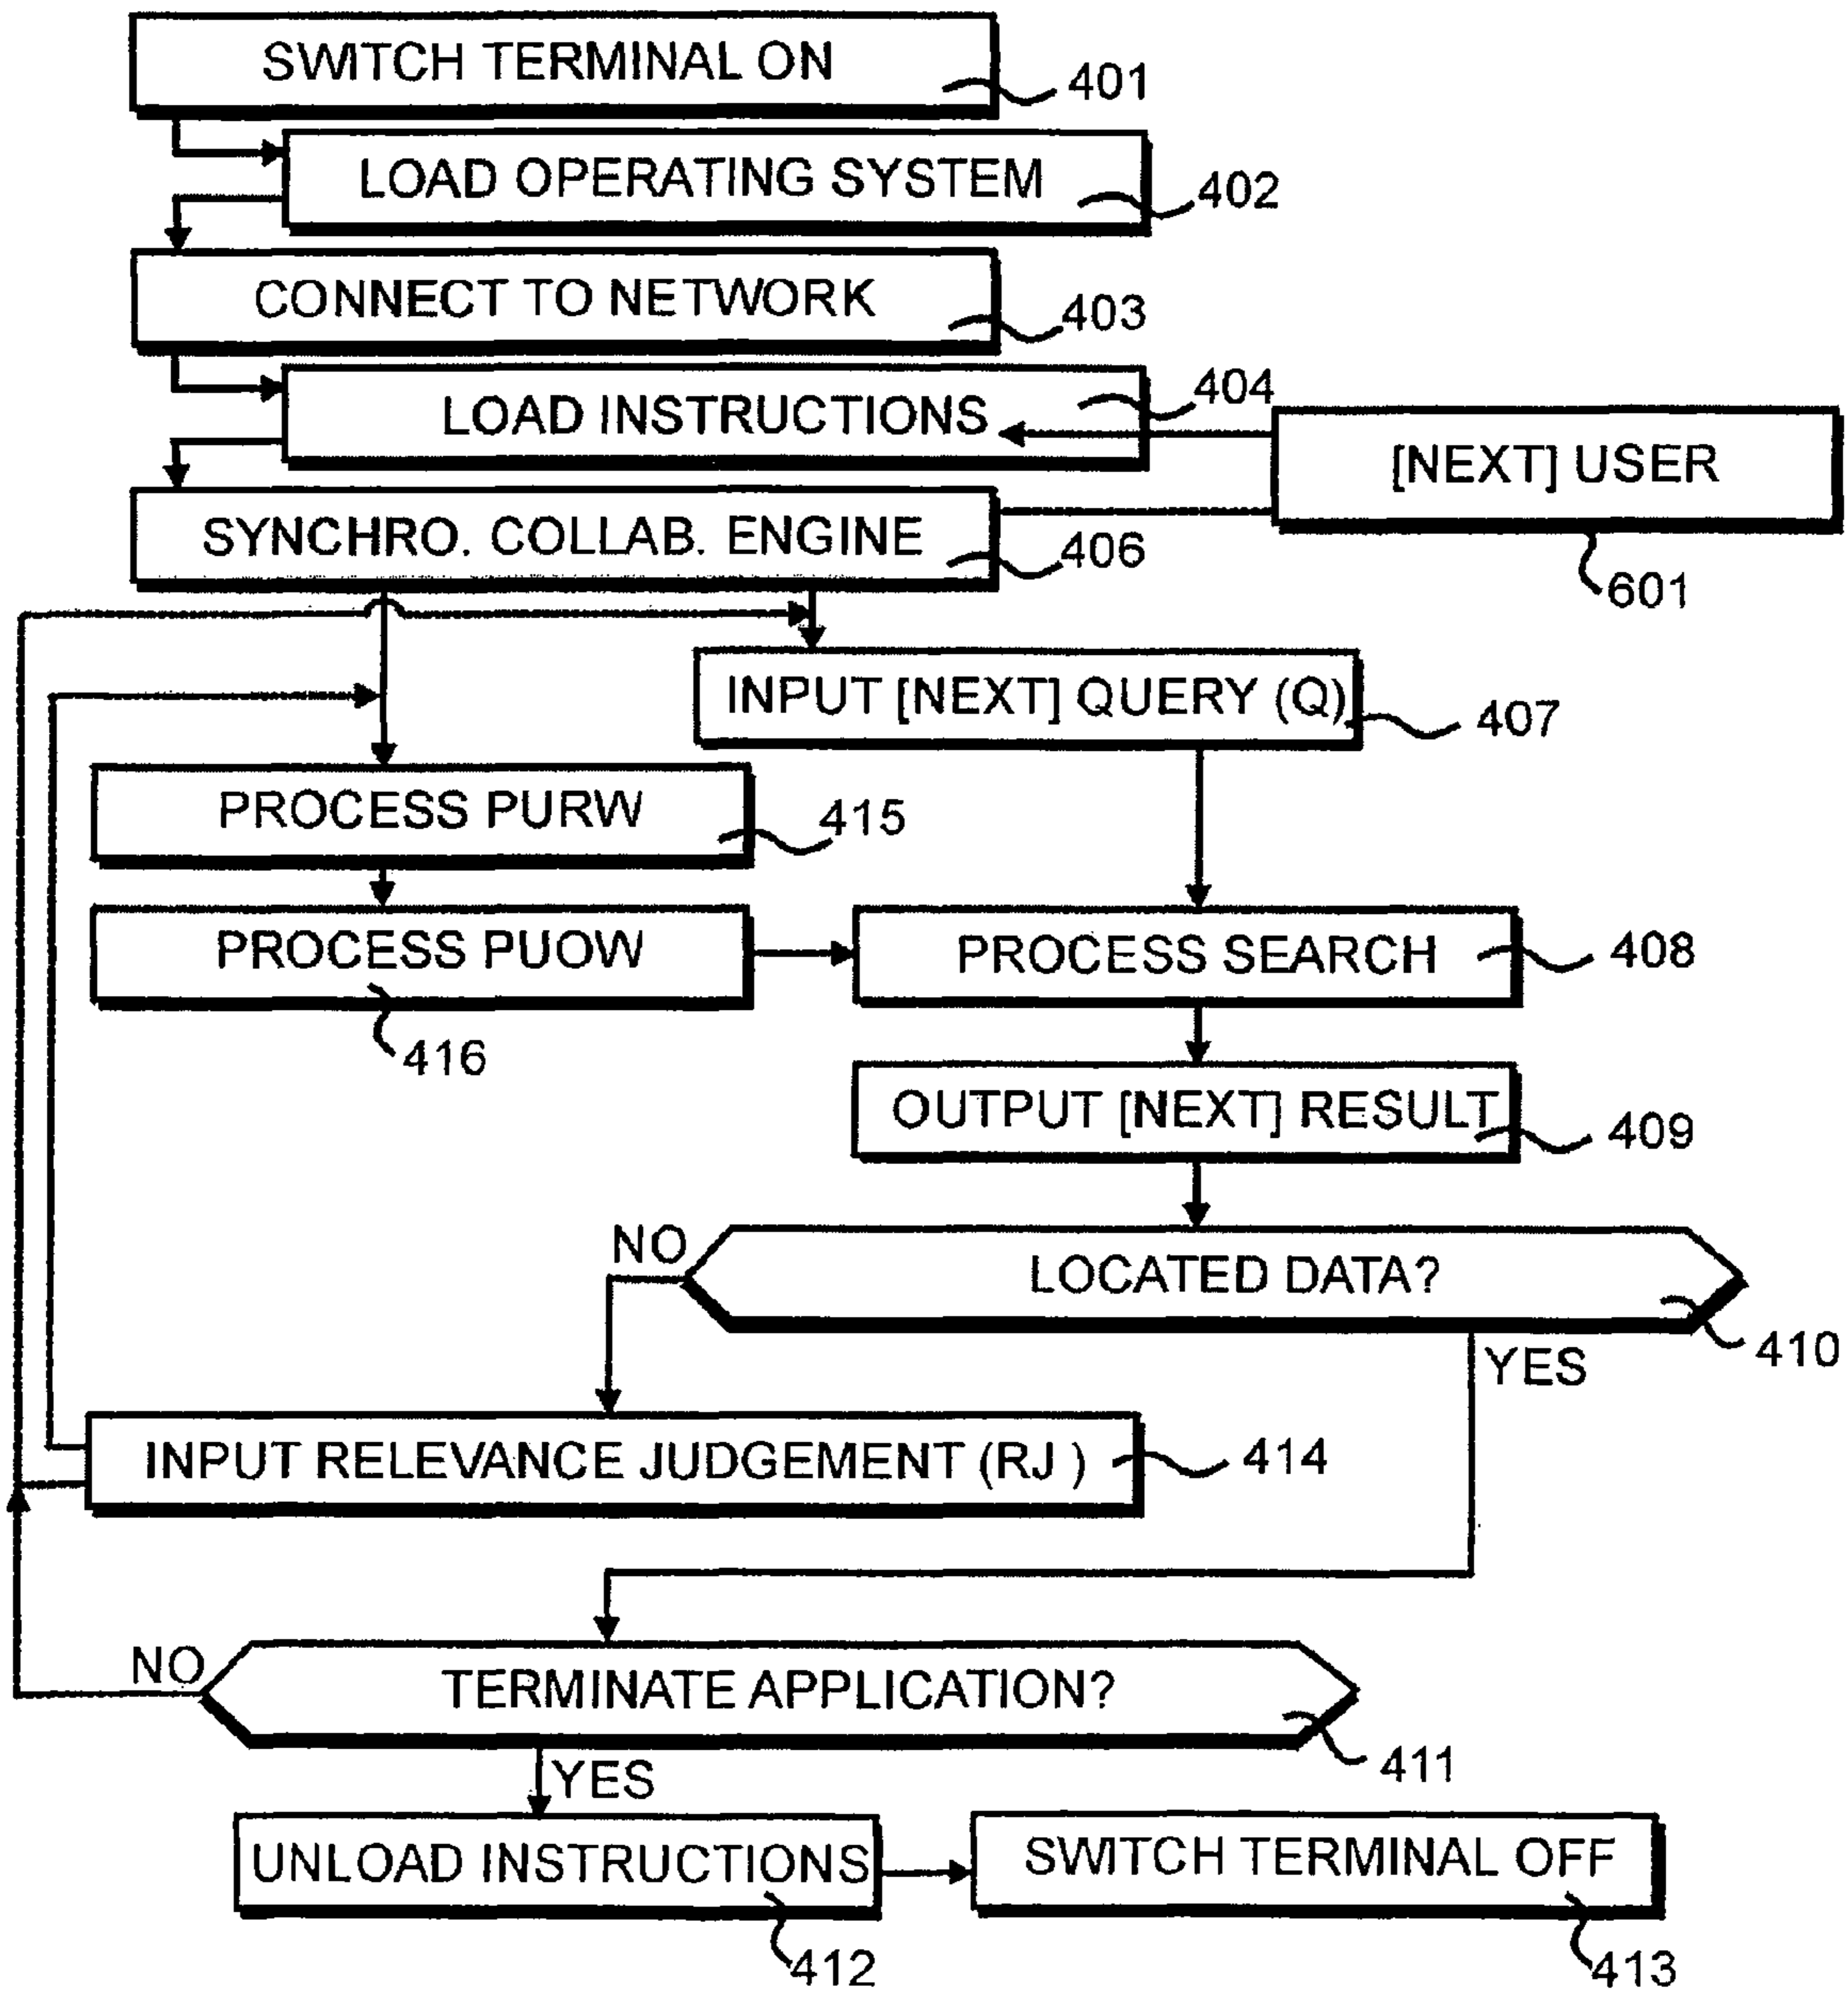 SWITCH TERMINAL ON
401
LOAD OPERATING SYSTEM
402
CONNECT TO NETWORK
403
LOAD INSTRUCTIONS
404
[NEXT] USER
601
SYNCHRO. COLLAB. ENGINE
406
INPUT [NEXT] QUERY (Q)
407
PROCESS PURW
415
PROCESS PUOW
416
PROCESS SEARCH
408
OUTPUT [NEXT] RESULT
409
NO
LOCATED DATA?
410
YES
INPUT RELEVANCE JUDGEMENT (RJ )
414
NO
TERMINATE APPLICATION?
411
YES
UNLOAD INSTRUCTIONS
412
SWITCH TERMINAL OFF
413